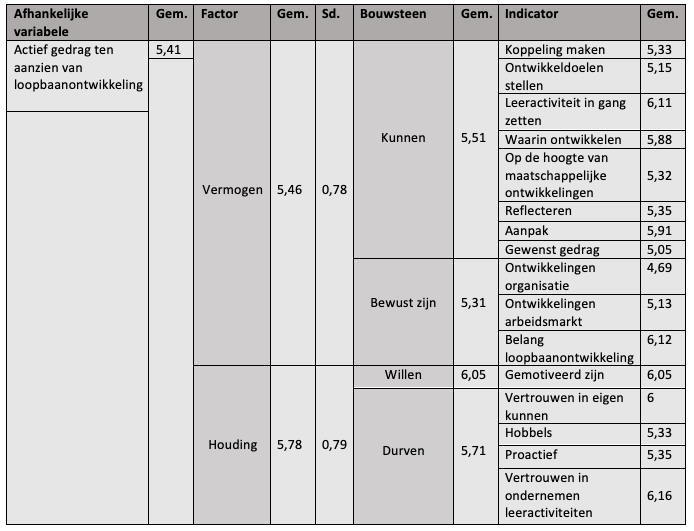 Afhankelijke variabele Gem. Factor Gem. Sd. Bouwsteen Gem. Indicator Gem.
Actief gedrag ten
aanzien van
loopbaanontwikkeling
5,41
Vermogen 5,46 0,78
Kunnen 5,51
Koppeling maken 5,33
Ontwikkeldoelen
stellen
5,15
Leeractiviteit in gang
zetten
6,11
Waarin ontwikkelen 5,88
Op de hoogte van
maatschappelijke
ontwikkelingen
5,32
Reflecteren 5,35
Aanpak 5,91
Gewenst gedrag 5,05
Bewust zijn 5,31
Ontwikkelingen
organisatie
4,69
Ontwikkelingen
arbeidsmarkt
5,13
Belang
loopbaanontwikkeling
6,12
Houding 5,78 0,79
Willen 6,05
Gemotiveerd zijn 6,05
Durven 5,71
Vertrouwen in eigen
kunnen
6
Hobbels 5,33
Proactief 5,35
Vertrouwen in
ondernemen
leeractiviteiten
6,16